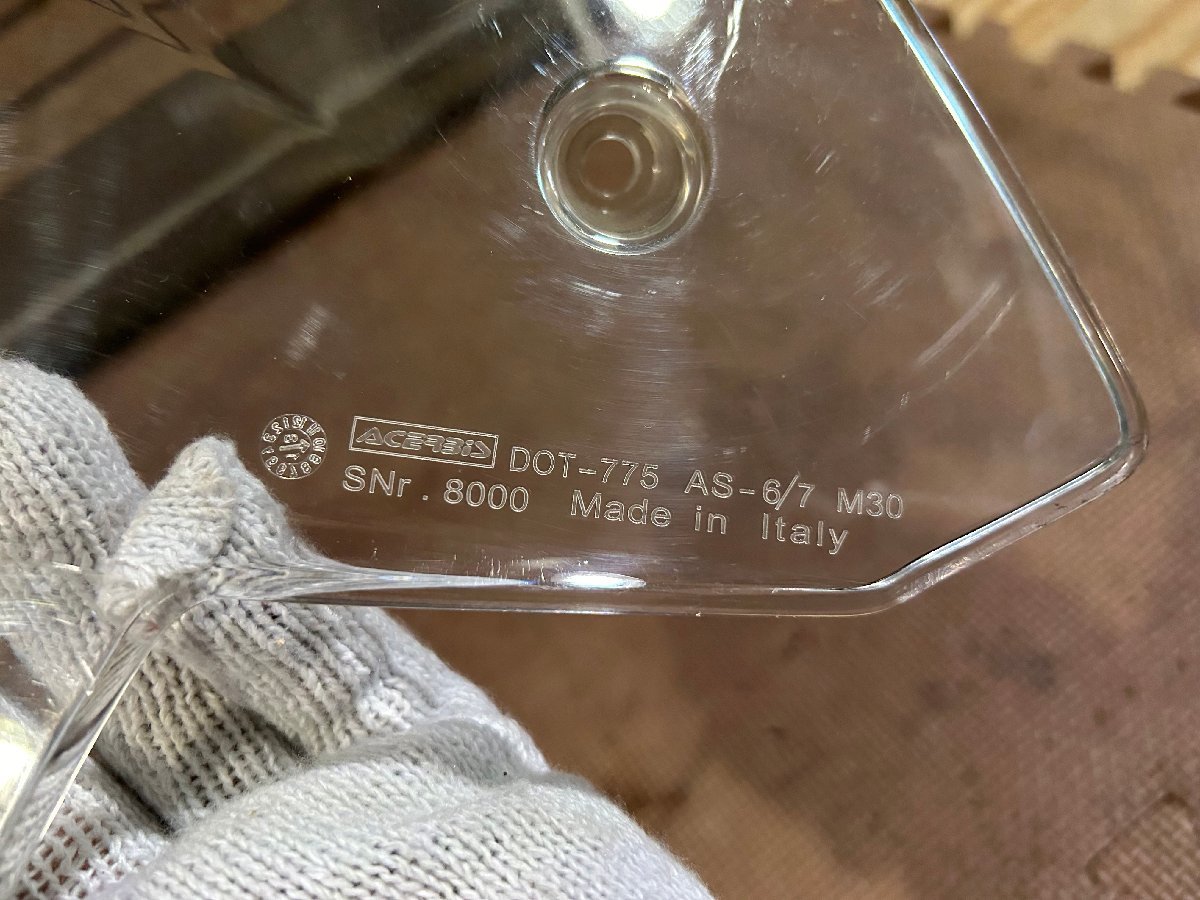 ACERBIS DOT-775 AS-6/7 M30
SNr. 8000 Made in Italy